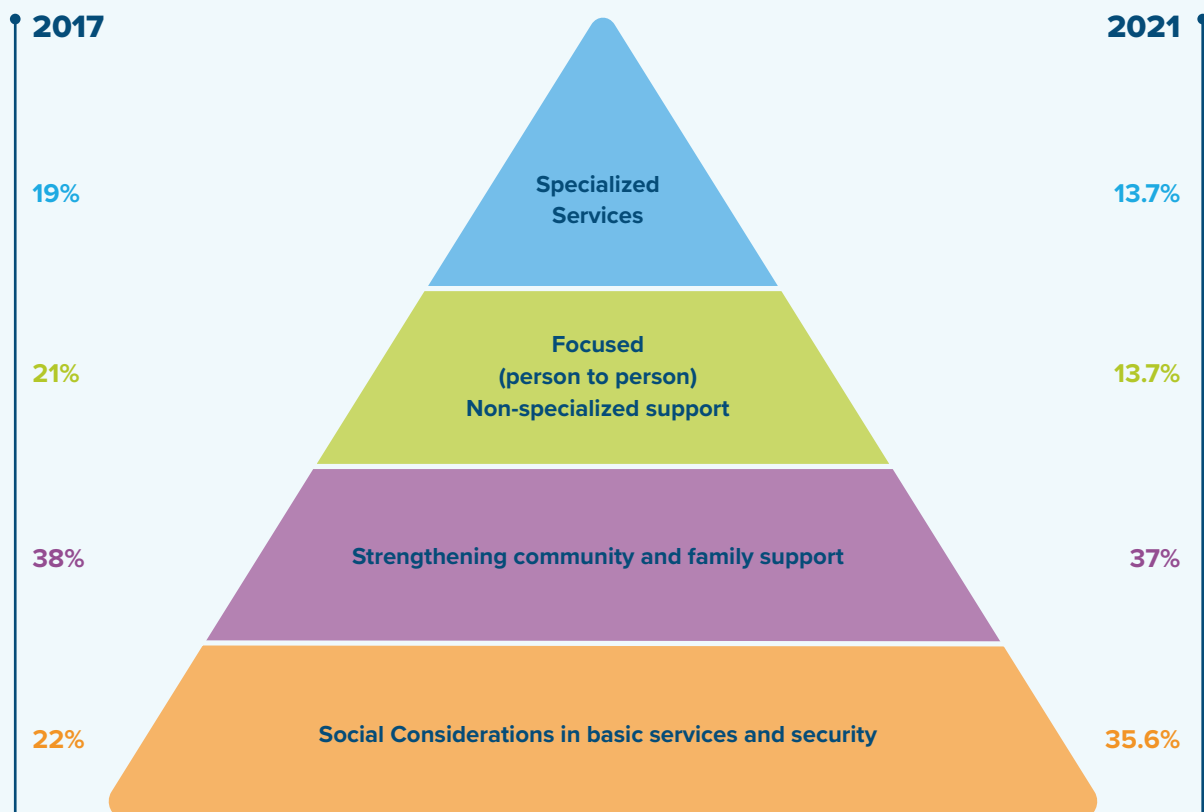 2017
2021
19%
Specialized
Services
13.7%
21%
Focused
(person to person)
Non-specialized support
13.7%
38%
Strengthening community and family support
37%
22%
Social Considerations in basic services and security
35.6%